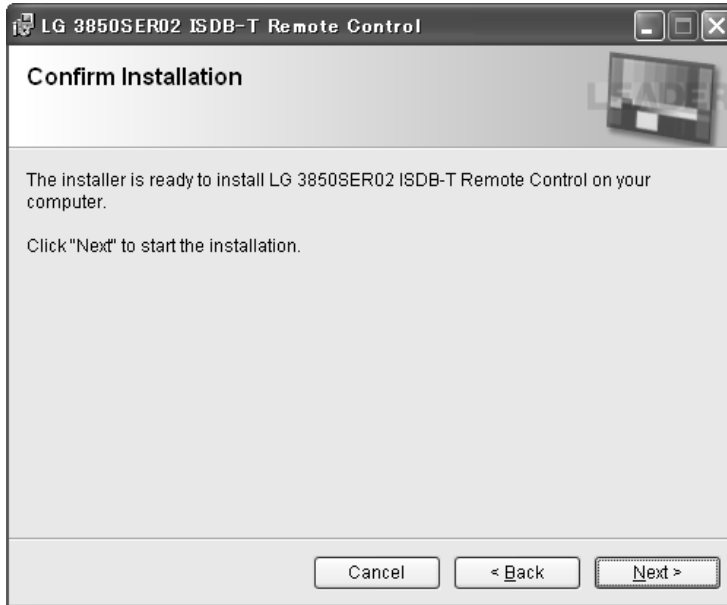 LG 3850SER02 ISDB-T Remote Control
Confirm Installation
LEADER
The installer is ready to install LG 3850SER02 ISDB-T Remote Control on your
computer.
Click "Next" to start the installation.
Cancel
< Back
Next >